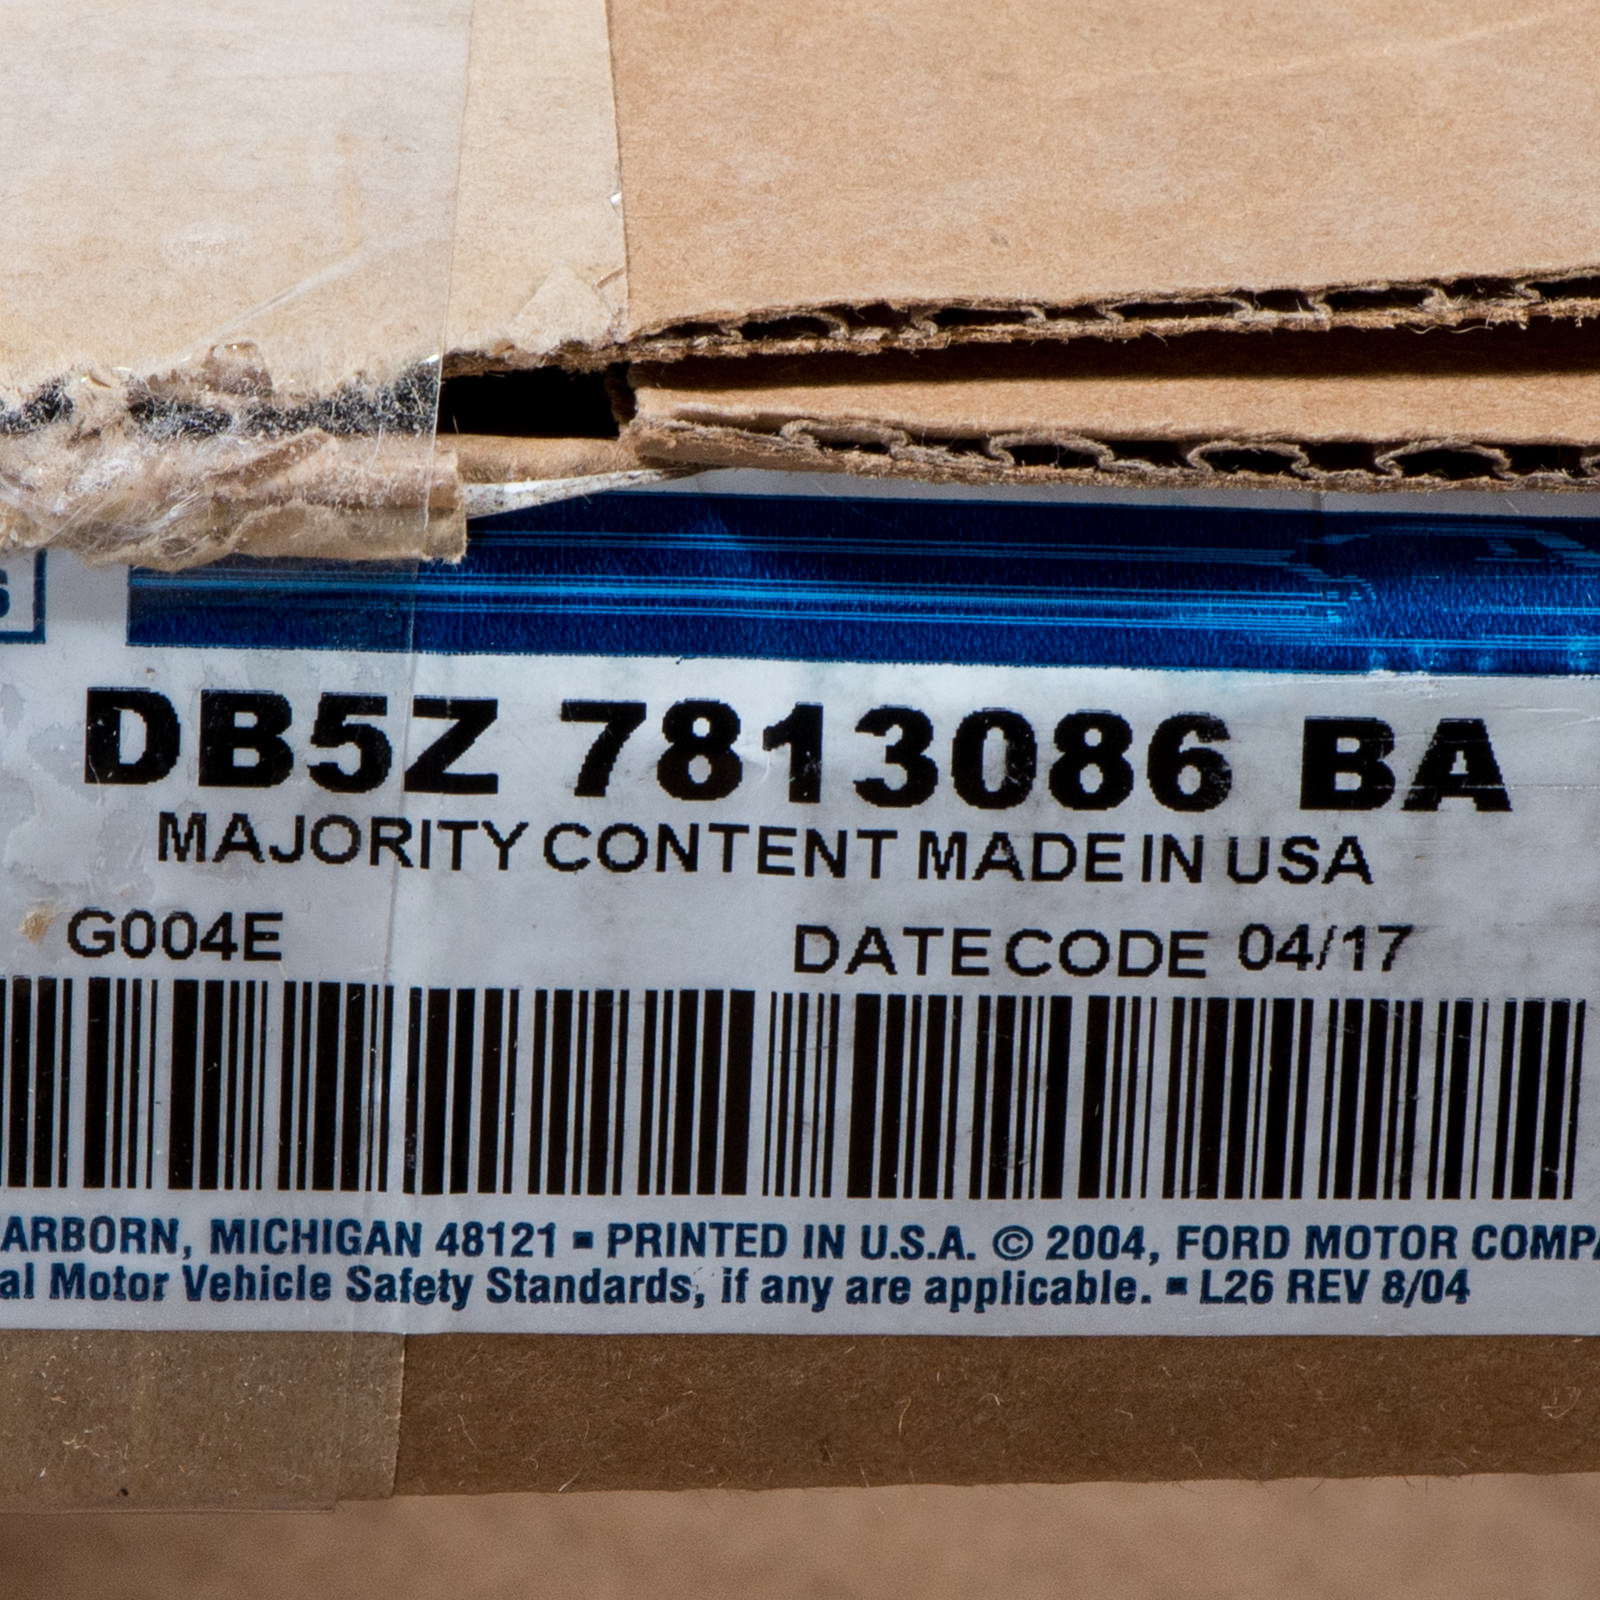 DB5Z 7813086 BA
MAJORITY CONTENT MADE IN USA
G004E DATE CODE 04/17
ARBORN, MICHIGAN 48121 ▪ PRINTED IN U.S.A. © 2004, FORD MOTOR COMPA
al Motor Vehicle Safety Standards, if any are applicable. ▪ L26 REV 8/04